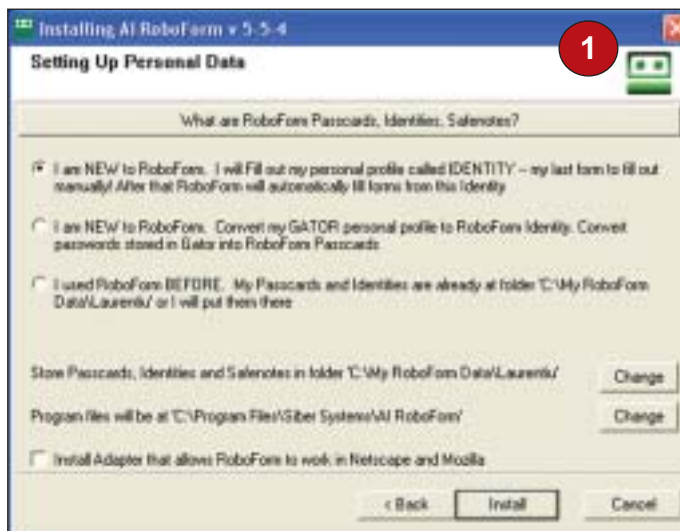 Installing AI RoboForm v 5-5-4
1
Setting Up Personal Data
What are RoboForm Passcards, Identities, Safenotes?
I am NEW to RoboForm. I will Fill out my personal profile called IDENTITY - my last form to fill out
manually! After that RoboForm will automatically fill forms from this Identity
I am NEW to RoboForm. Convert my GATOR personal profile to RoboForm Identity. Convert
passwords stored in Gator into RoboForm Passcards
I used RoboForm BEFORE. My Passcards and Identities are already at folder 'C:\My RoboForm
Data\Laurentiu' or I will put them there
Store Passcards, Identities and Safenotes in folder 'C:\My RoboForm Data\Laurentiu'
Change
Program files will be at 'C:\Program Files\Siber Systems\AI RoboForm'
Change
Install Adapter that allows RoboForm to work in Netscape and Mozilla
< Back
Install
Cancel